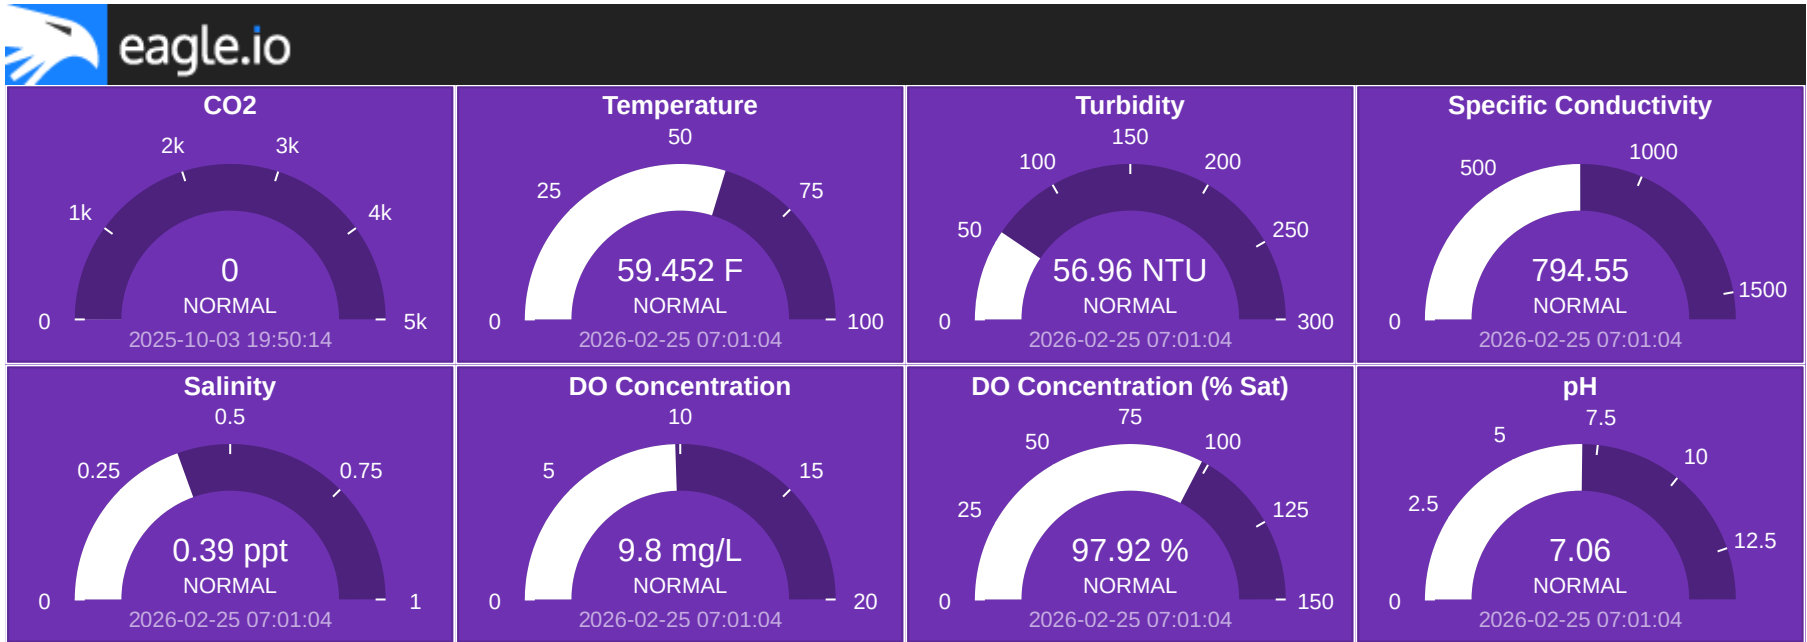 eagle.io
CO2
0
1k
2k
3k
4k
5k
0
NORMAL
2025-10-03 19:50:14
Temperature
0
25
50
75
100
59.452 F
NORMAL
2026-02-25 07:01:04
Turbidity
0
50
100
150
200
250
300
56.96 NTU
NORMAL
2026-02-25 07:01:04
Specific Conductivity
0
500
1000
1500
794.55
NORMAL
2026-02-25 07:01:04
Salinity
0
0.25
0.5
0.75
1
0.39 ppt
NORMAL
2026-02-25 07:01:04
DO Concentration
0
5
10
15
20
9.8 mg/L
NORMAL
2026-02-25 07:01:04
DO Concentration (% Sat)
0
25
50
75
100
125
150
97.92 %
NORMAL
2026-02-25 07:01:04
pH
0
2.5
5
7.5
10
12.5
7.06
NORMAL
2026-02-25 07:01:04